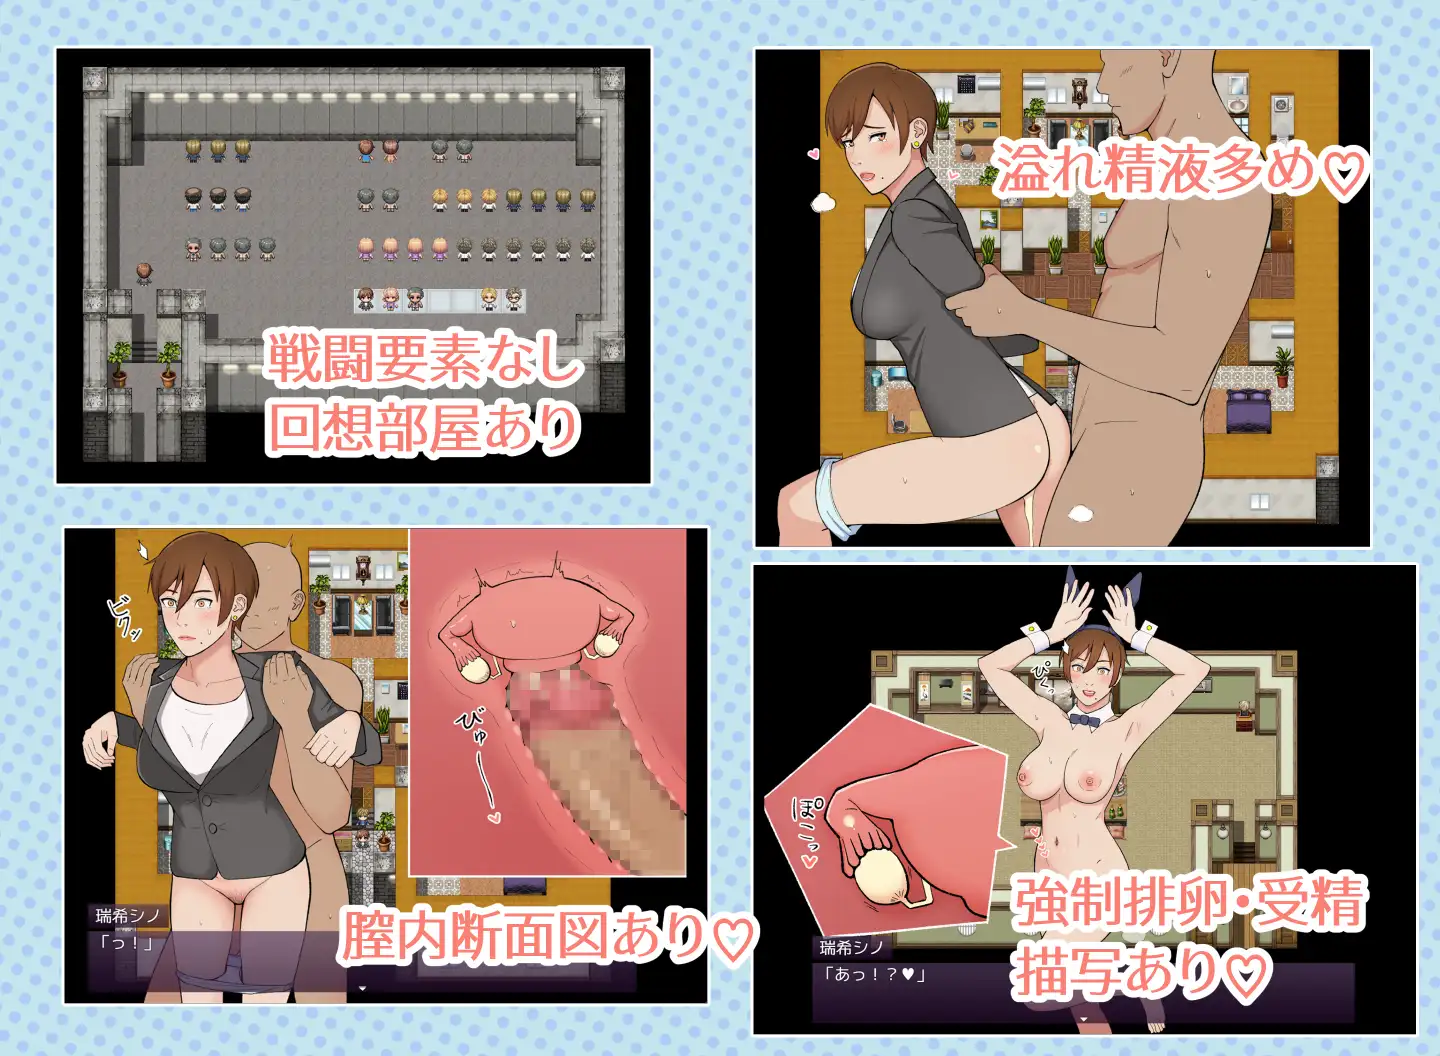 戦闘要素なし
回想部屋あり
溢れ精液多め♡
ビクッ
びゅーーっ♡
瑞希シノ
「っ！」
膣内断面図あり♡
ぴくっ
ぽこっ♡
強制排卵・受精
描写あり♡
瑞希シノ
「あっ！？♥」